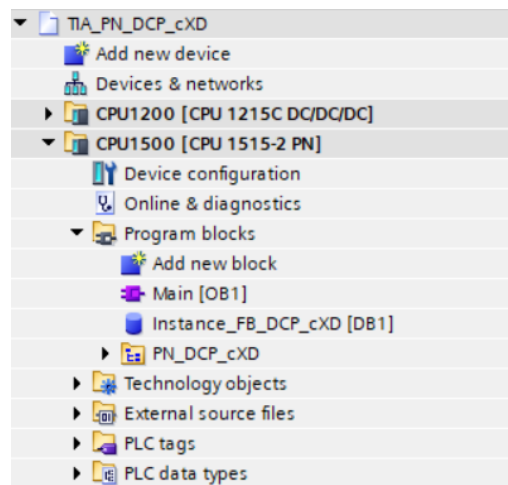 TIA_PN_DCP_cXD
Add new device
Devices & networks
CPU1200 [CPU 1215C DC/DC/DC]
CPU1500 [CPU 1515-2 PN]
Device configuration
Online & diagnostics
Program blocks
Add new block
Main [OB1]
Instance_FB_DCP_cXD [DB1]
PN_DCP_cXD
Technology objects
External source files
PLC tags
PLC data types